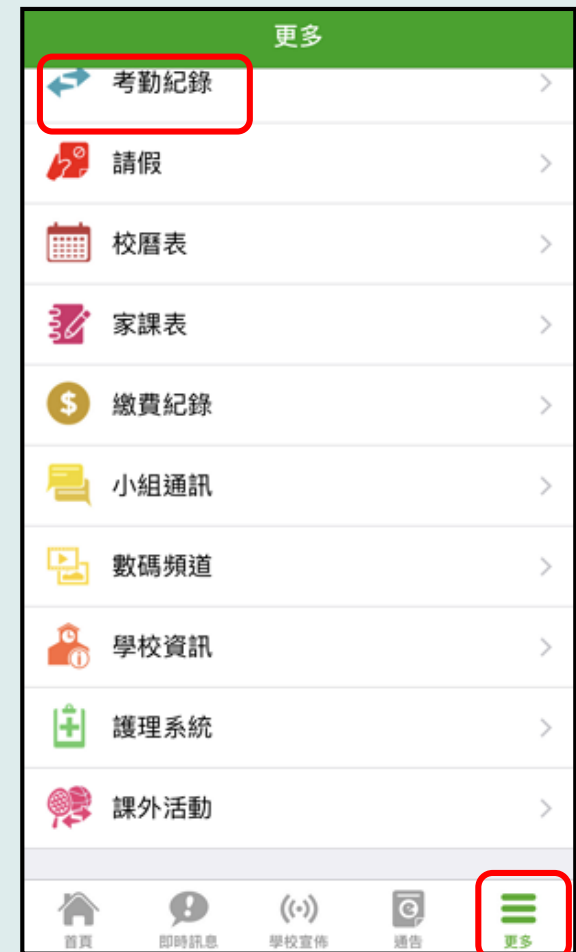 更多
考勤紀錄
請假
校曆表
家課表
繳費紀錄
小組通訊
數碼頻道
學校資訊
護理系統
課外活動
首頁 即時訊息 學校宣佈 通告 更多